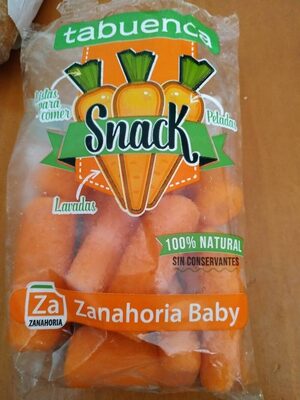 tabuenca
Listas
para
comer
Peladas
Snack
Lavadas
100% NATURAL
SIN CONSERVANTES
Za
ZANAHORIA
Zanahoria Baby